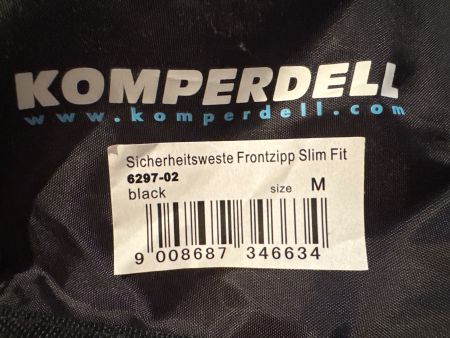 KOMPERDELL
www.komperdell.com
Sicherheitsweste Frontzipp Slim Fit
6297-02
black size M
9 008687 346634